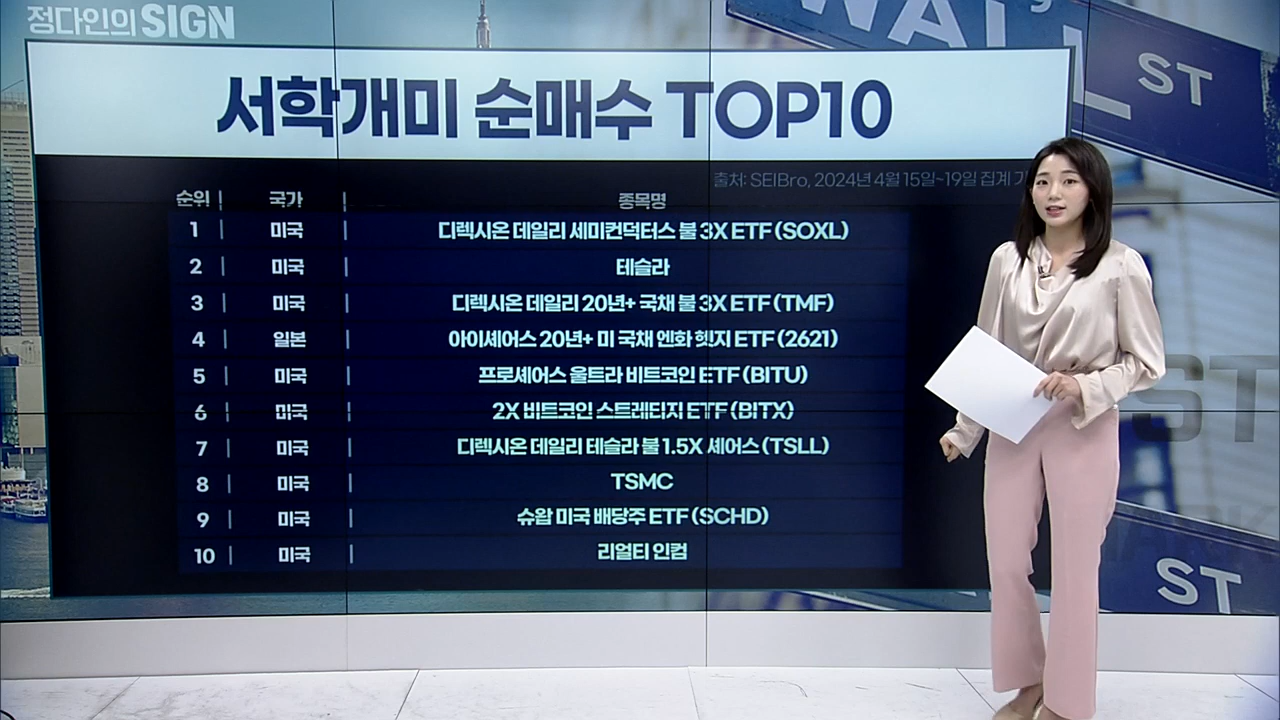 정다인의 SIGN
WALL ST
서학개미 순매수 TOP10
출처: SEIBro, 2024년 4월 15일~19일 집계
순위 | 국가 | 종목명
1 | 미국 | 디렉시온 데일리 세미컨덕터스 불 3X ETF (SOXL)
2 | 미국 | 테슬라
3 | 미국 | 디렉시온 데일리 20년+ 국채 불 3X ETF (TMF)
4 | 일본 | 아이셰어스 20년+ 미 국채 엔화 헷지 ETF (2621)
5 | 미국 | 프로셰어스 울트라 비트코인 ETF (BITU)
6 | 미국 | 2X 비트코인 스트레티지 ETF (BITX)
7 | 미국 | 디렉시온 데일리 테슬라 불 1.5X 셰어스 (TSLL)
8 | 미국 | TSMC
9 | 미국 | 슈왑 미국 배당주 ETF (SCHD)
10 | 미국 | 리얼티 인컴
ST
ST